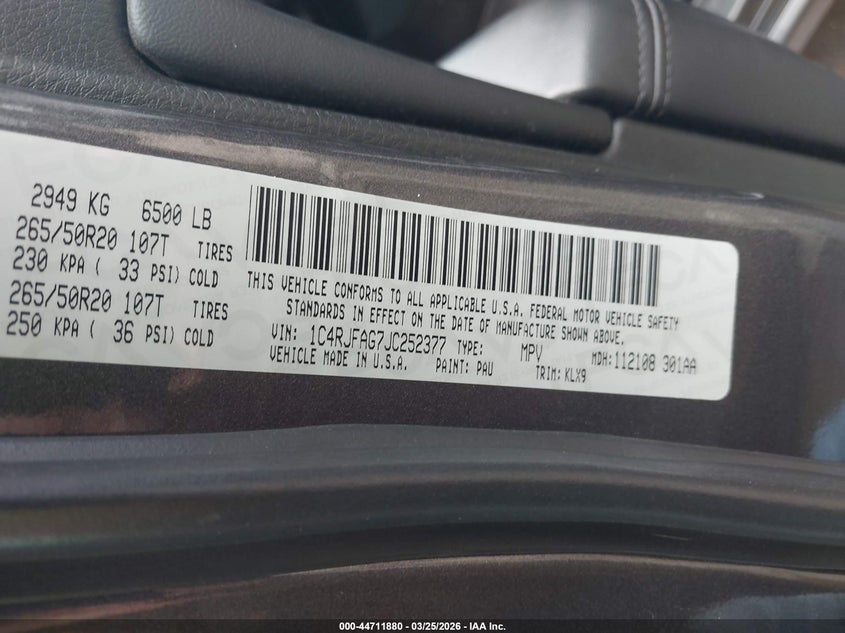 2949 KG 6500 LB
265/50R20 107T TIRES
230 KPA ( 33 PSI) COLD
265/50R20 107T TIRES
250 KPA ( 36 PSI) COLD
THIS VEHICLE CONFORMS TO ALL APPLICABLE U.S.A. FEDERAL MOTOR VEHICLE SAFETY
STANDARDS IN EFFECT ON THE DATE OF MANUFACTURE SHOWN ABOVE.
VIN: 1C4RJFAG7JC252377 TYPE: MPV MDH:112108 301AA
VEHICLE MADE IN U.S.A. PAINT: PAU TRIM: KLX9
000-44711880 - 03/25/2026 - IAA Inc.